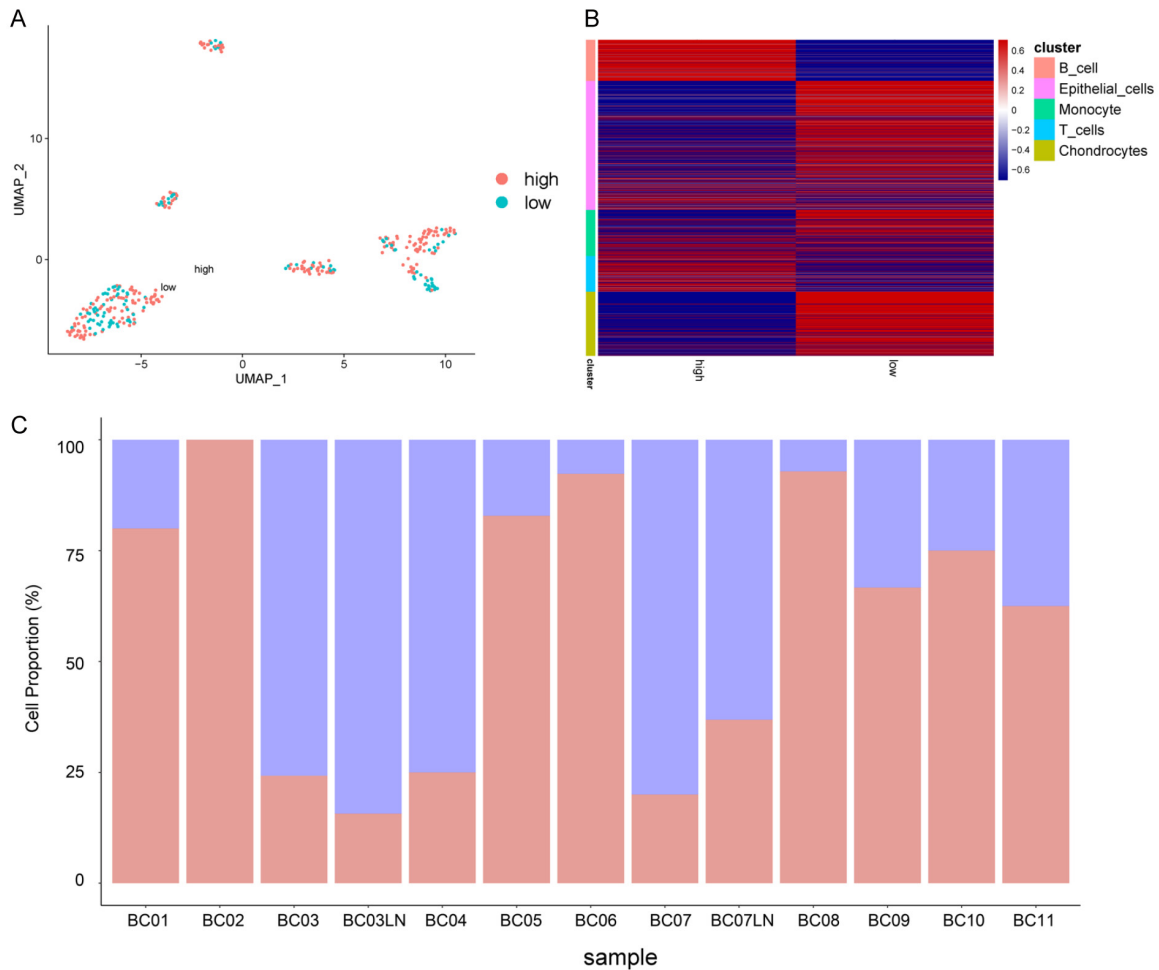 A
UMAP_2
10
0
high
low
high
low
−5
0
5
10
UMAP_1
B
0.6
0.4
0.2
0
−0.2
−0.4
−0.6
cluster
B_cell
Epithelial_cells
Monocyte
T_cells
Chondrocytes
cluster
high
low
C
Cell Proportion (%)
100
75
50
25
0
BC01 BC02 BC03 BC03LN BC04 BC05 BC06 BC07 BC07LN BC08 BC09 BC10 BC11
sample